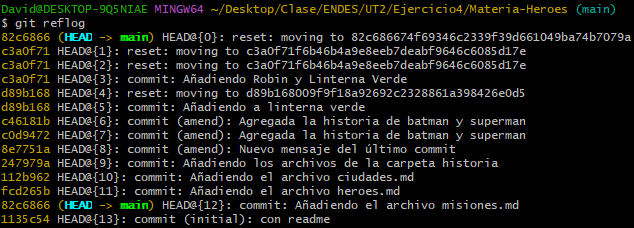 David@DESKTOP-9Q5NIAE MINGW64 ~/Desktop/Clase/ENDES/UT2/Ejercicio4/Materia-Heroes (main)
$ git reflog
82c6866 (HEAD -> main) HEAD@{0}: reset: moving to 82c686674f69346c2339f39d661049ba74b7079a
c3a0f71 HEAD@{1}: reset: moving to c3a0f71f6b46b4a9e8eeb7deabf9646c6085d17e
c3a0f71 HEAD@{2}: reset: moving to c3a0f71f6b46b4a9e8eeb7deabf9646c6085d17e
c3a0f71 HEAD@{3}: commit: Añadiendo Robin y Linterna Verde
d89b168 HEAD@{4}: reset: moving to d89b168009f9f18a92692c2328861a398426e0d5
d89b168 HEAD@{5}: commit: Añadiendo a linterna verde
c46181b HEAD@{6}: commit (amend): Agregada la historia de batman y superman
c0d9472 HEAD@{7}: commit (amend): Agregada la historia de batman y superman
8e7751a HEAD@{8}: commit (amend): Nuevo mensaje del último commit
247979a HEAD@{9}: commit: Añadiendo los archivos de la carpeta historia
112b962 HEAD@{10}: commit: Añadiendo el archivo ciudades.md
fcd265b HEAD@{11}: commit: Añadiendo el archivo heroes.md
82c6866 (HEAD -> main) HEAD@{12}: commit: Añadiendo el archivo misiones.md
1135c54 HEAD@{13}: commit (initial): con readme